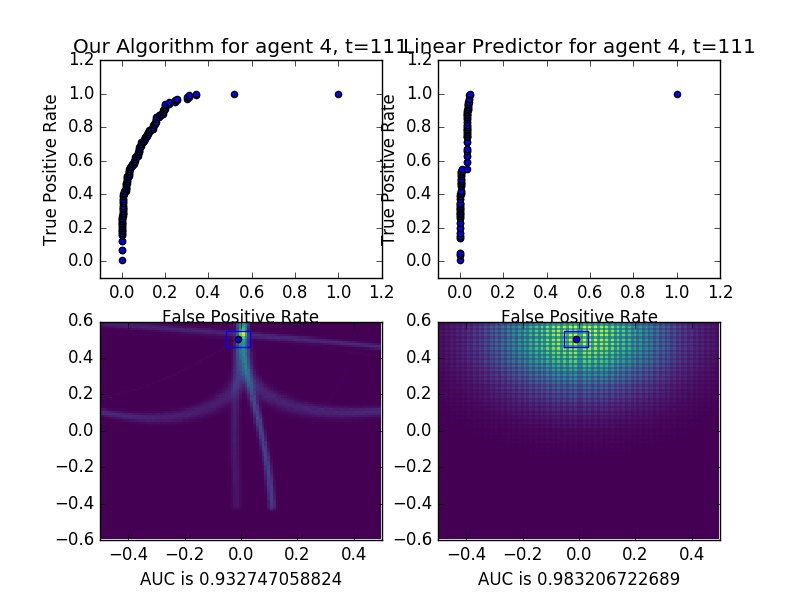 Our Algorithm for agent 4, t=111
Linear Predictor for agent 4, t=111
True Positive Rate
1.2
1.0
0.8
0.6
0.4
0.2
0.0
0.0 0.2 0.4 0.6 0.8 1.0 1.2
False Positive Rate
True Positive Rate
1.2
1.0
0.8
0.6
0.4
0.2
0.0
0.0 0.2 0.4 0.6 0.8 1.0 1.2
False Positive Rate
0.6
0.4
0.2
0.0
−0.2
−0.4
−0.6
−0.4 −0.2 0.0 0.2 0.4
AUC is 0.932747058824
0.6
0.4
0.2
0.0
−0.2
−0.4
−0.6
−0.4 −0.2 0.0 0.2 0.4
AUC is 0.983206722689